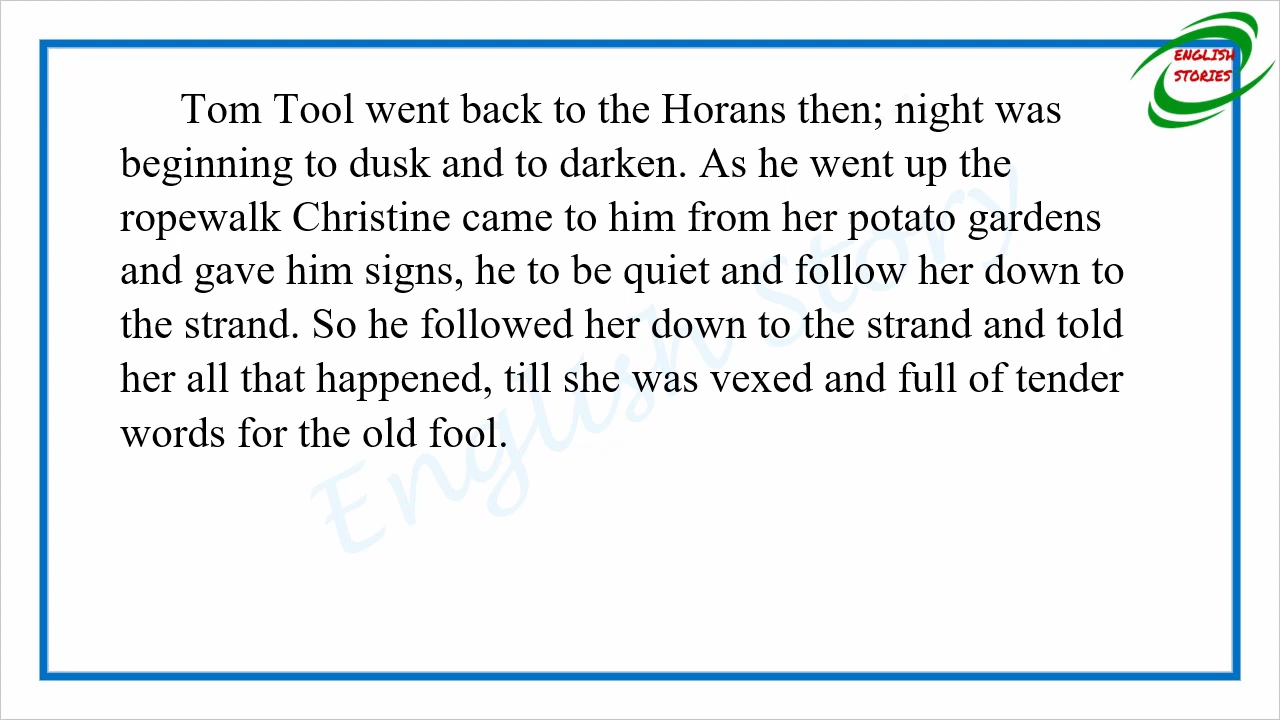 ENGLISH
STORIES
Tom Tool went back to the Horans then; night was
beginning to dusk and to darken. As he went up the
ropewalk Christine came to him from her potato gardens
and gave him signs, he to be quiet and follow her down to
the strand. So he followed her down to the strand and told
her all that happened, till she was vexed and full of tender
words for the old fool.
English Story